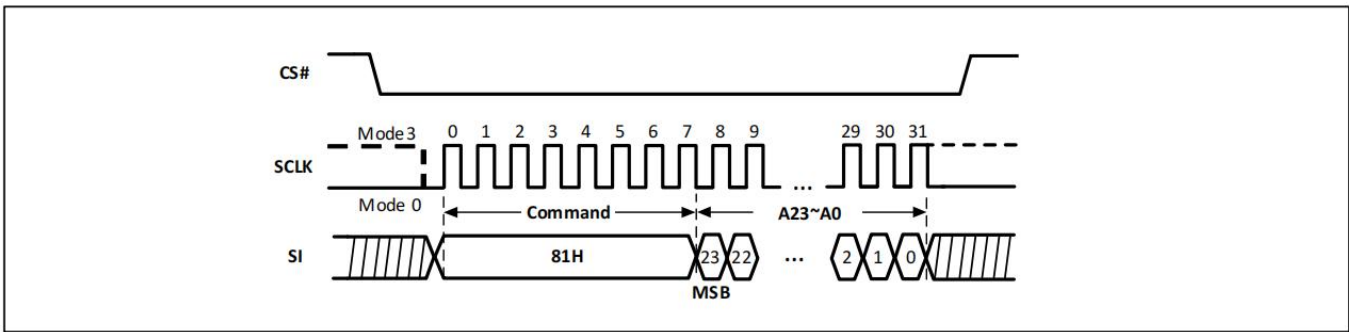 CS#
Mode 3 0 1 2 3 4 5 6 7 8 9 29 30 31
SCLK ...
Mode 0 Command A23~A0
SI 81H 23 22 ... 2 1 0
MSB